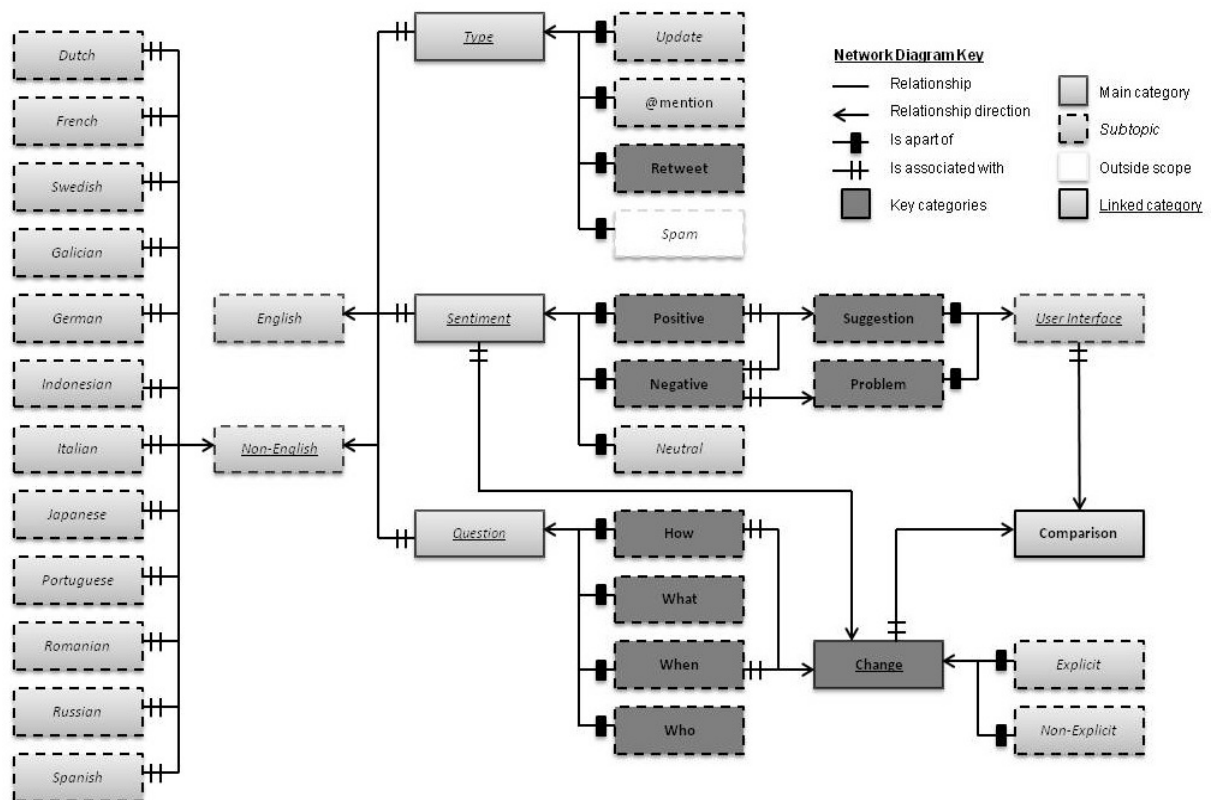 Dutch
French
Swedish
Galician
German
Indonesian
Italian
Japanese
Portuguese
Romanian
Russian
Spanish
English
Non-English
Type
Sentiment
Question
Update
@mention
Retweet
Spam
Positive
Negative
Neutral
How
What
When
Who
Suggestion
Problem
User Interface
Comparison
Change
Explicit
Non-Explicit
Network Diagram Key
Relationship
Relationship direction
Is apart of
Is associated with
Key categories
Main category
Subtopic
Outside scope
Linked category